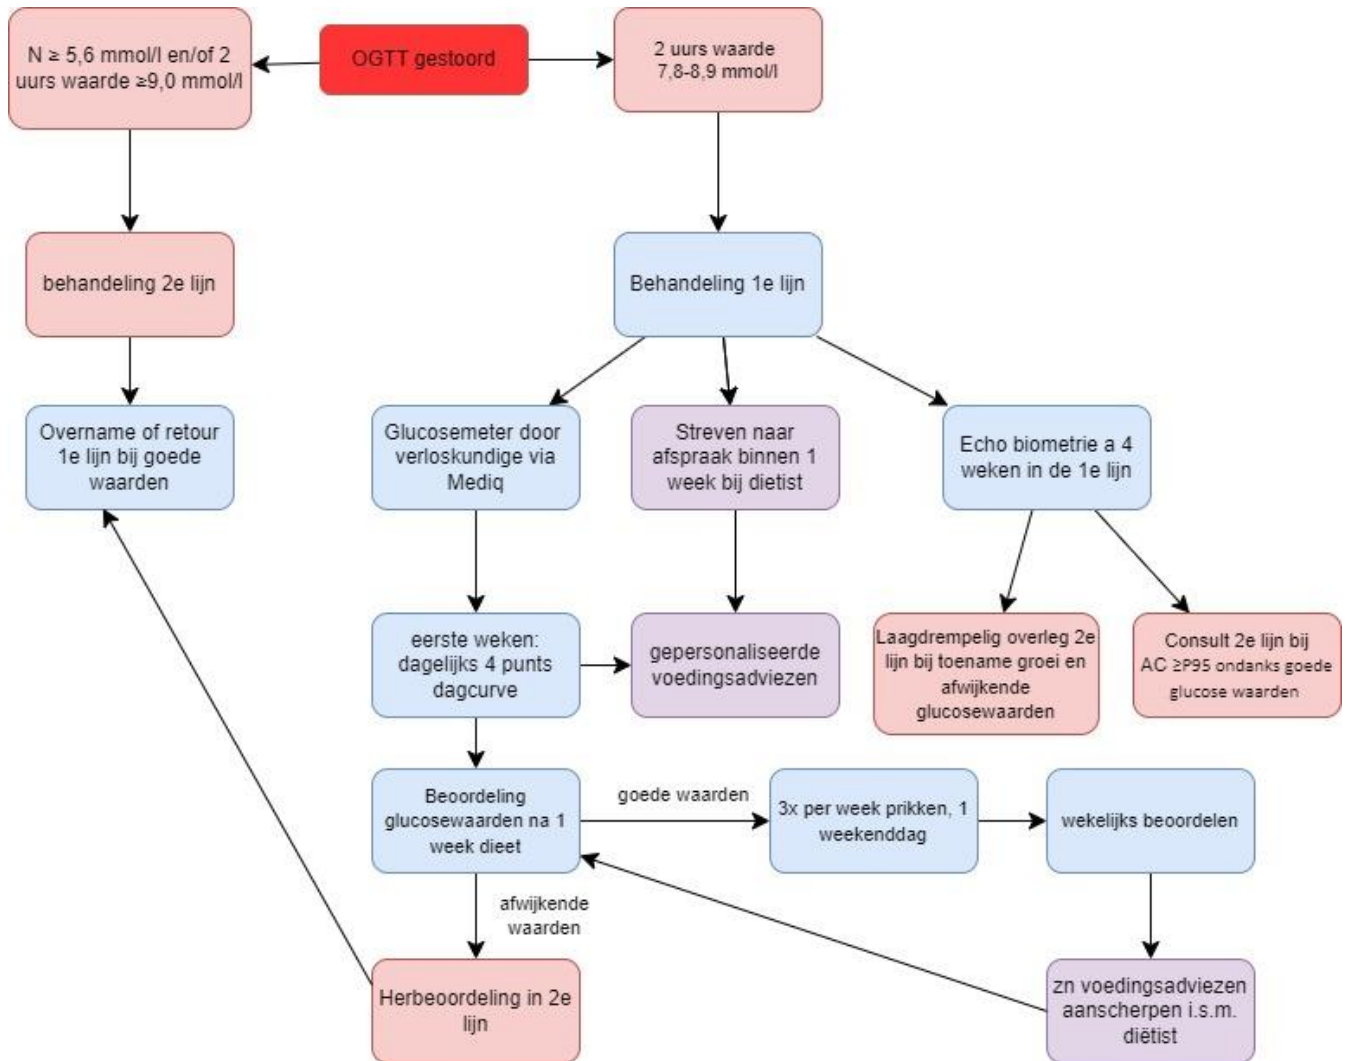 N ≥ 5,6 mmol/l en/of 2
uurs waarde ≥9,0 mmol/l
OGTT gestoord
2 uurs waarde
7,8-8,9 mmol/l
behandeling 2e lijn
Behandeling 1e lijn
Overname of retour
1e lijn bij goede
waarden
Glucosemeter door
verloskundige via
Mediq
Streven naar
afspraak binnen 1
week bij dietist
Echo biometrie a 4
weken in de 1e lijn
eerste weken:
dagelijks 4 punts
dagcurve
gepersonaliseerde
voedingsadviezen
Laagdrempelig overleg 2e
lijn bij toename groei en
afwijkende
glucosewaarden
Consult 2e lijn bij
AC ≥P95 ondanks goede
glucose waarden
Beoordeling
glucosewaarden na 1
week dieet
goede waarden
3x per week prikken, 1
weekenddag
wekelijks beoordelen
afwijkende
waarden
Herbeoordeling in 2e
lijn
zn voedingsadviezen
aanscherpen i.s.m.
diëtist